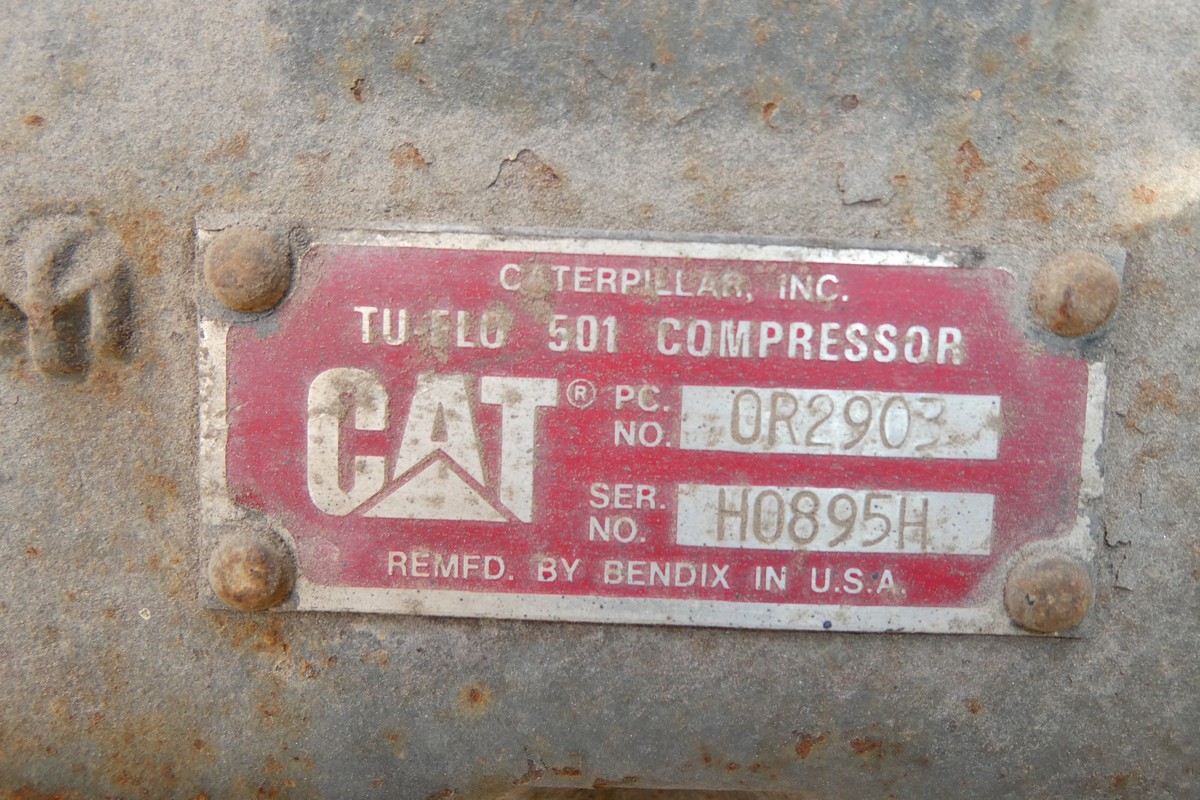 CATERPILLAR, INC.
TU-FLO 501 COMPRESSOR
CAT®
PC. NO. 0R2903
SER. NO. H0895H
REMFD. BY BENDIX IN U.S.A.